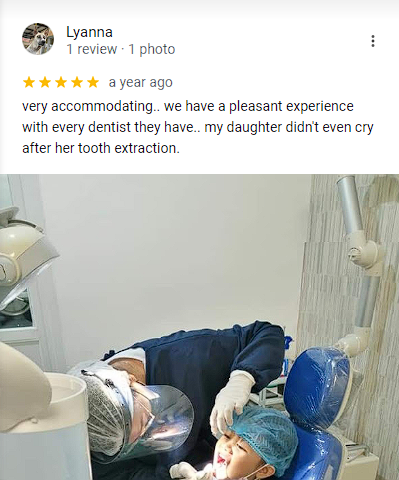 Lyanna
1 review · 1 photo
a year ago
very accommodating.. we have a pleasant experience
with every dentist they have.. my daughter didn't even cry
after her tooth extraction.